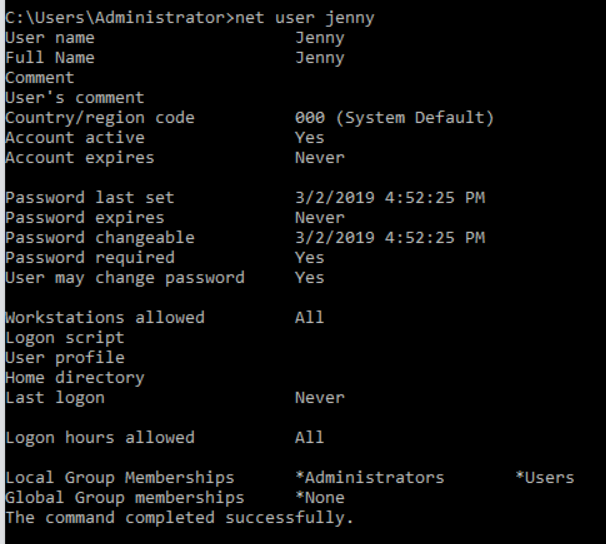 C:\Users\Administrator>net user jenny
User name                    Jenny
Full Name                    Jenny
Comment
User's comment
Country/region code          000 (System Default)
Account active               Yes
Account expires              Never

Password last set            3/2/2019 4:52:25 PM
Password expires             Never
Password changeable          3/2/2019 4:52:25 PM
Password required            Yes
User may change password     Yes

Workstations allowed         All
Logon script
User profile
Home directory
Last logon                   Never

Logon hours allowed          All

Local Group Memberships      *Administrators       *Users
Global Group memberships     *None
The command completed successfully.